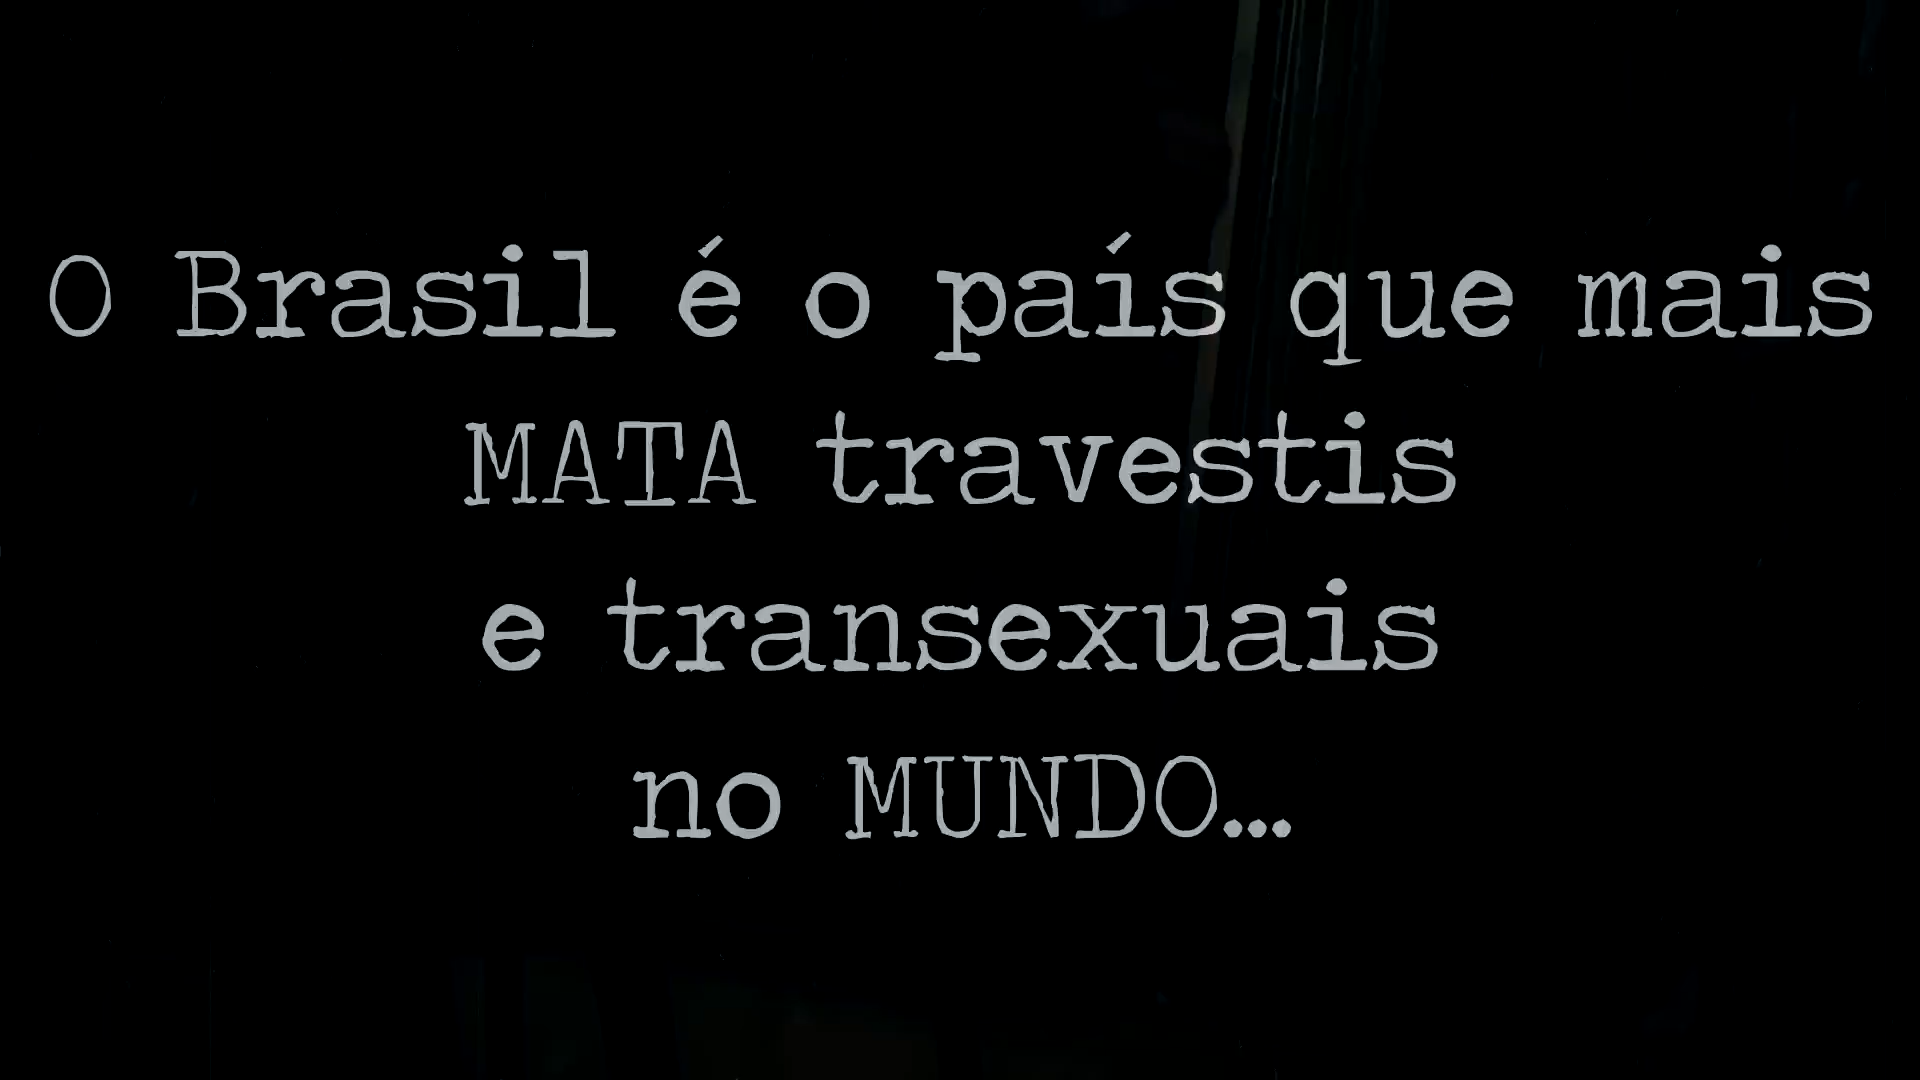 O Brasil é o país que mais
MATA travestis
e transexuais
no MUNDO...